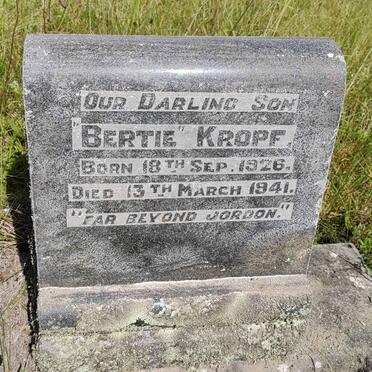 Our Darling Son
"Bertie" Kropf.
Born 18th Sep. 1926.
Died 13th March 1941.
"Far Beyond Jordon."